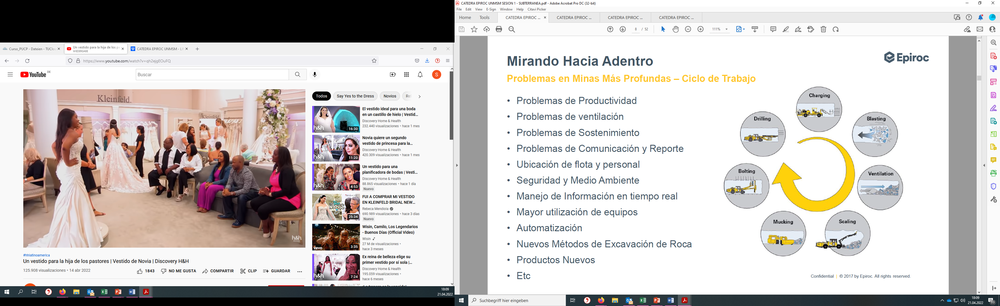 Curso_PUCP - Dateien - TUClou
Un vestido para la hija de los pa
WIEDERGABE
CATEDRA EPIROC UNMSM - LIN
https://www.youtube.com/watch?v=qh2ejgEOuFQ
YouTube DE
Buscar
S
Kleinfeld.
Kleinfeld
h&h
Todos
Say Yes to the Dress
Novios
Re
El vestido ideal para una boda
en un castillo de hielo | Vestid...
Discovery Home & Health
232.440 visualizaciones • hace 1 mes
h&h
16:30
Novia quiere un segundo
vestido de princesa para la...
Discovery Home & Health
420.309 visualizaciones • hace 1 mes
h&h
11:20
Un vestido para una
planificadora de bodas | Vesti...
Discovery Home & Health
88.865 visualizaciones • hace 1 día
Nuevo
h&h
4:53
FUI A COMPRAR MI VESTIDO
EN KLEINFELD BRIDAL NEW...
Rebeca Mendiola
690.989 visualizaciones • hace 3 días
Nuevo
DRESS
25:34
Wisin, Camilo, Los Legendarios
- Buenos Días (Official Video)
Wisin
27 M de visualizaciones •
hace 3 meses
vevo
3:35
Ex reina de belleza elige su
primer vestido por sí sola |...
Discovery Home & Health
195.059 visualizaciones •
hace 6 meses
h&h
7:24
#hhlatinoamerica
Un vestido para la hija de los pastores | Vestido de Novia | Discovery H&H
125.908 visualizaciones • 14 abr 2022
1843
NO ME GUSTA
COMPARTIR
CLIP
GUARDAR
18:09
21.04.2022
CATEDRA EPIROC UNMSM SESION 1 - SUBTERRANEA.pdf - Adobe Acrobat Pro DC (32-bit)
File Edit View E-Sign Window Help Citavi Picker
Home
Tools
CATEDRA EPIROC ...
CATEDRA EPIROC ...
CATEDRA EPIROC ...
CATEDRA EPIROC ...
8 / 52
111%
Epiroc
Mirando Hacia Adentro
Problemas en Minas Más Profundas – Ciclo de Trabajo
• Problemas de Productividad
• Problemas de ventilación
• Problemas de Sostenimiento
• Problemas de Comunicación y Reporte
• Ubicación de flota y personal
• Seguridad y Medio Ambiente
• Manejo de Información en tiempo real
• Mayor utilización de equipos
• Automatización
• Nuevos Métodos de Excavación de Roca
• Productos Nuevos
• Etc
Charging
Drilling
Blasting
Bolting
Ventilation
Mucking
Scaling
Confidential | © 2017 by Epiroc. All rights reserved.
Suchbegriff hier eingeben
18:09
21.04.2022
33